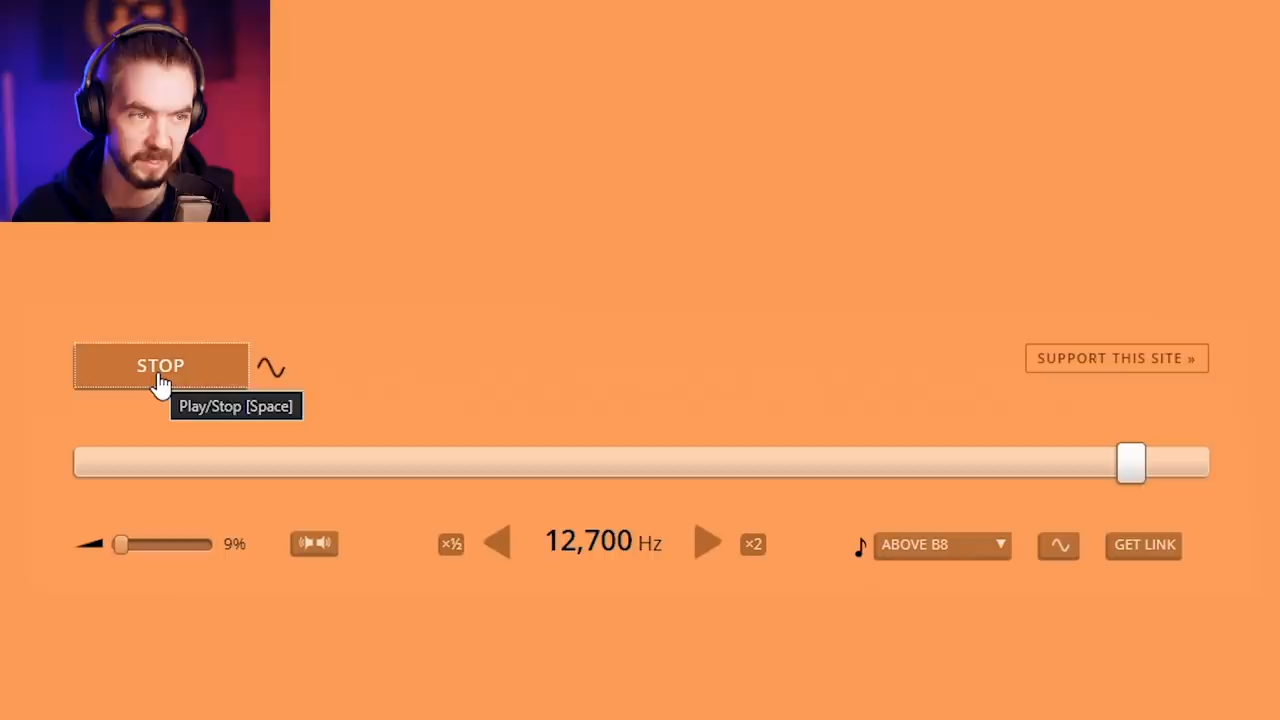 STOP
SUPPORT THIS SITE »
Play/Stop [Space]
9%
×½
12,700 Hz
×2
ABOVE B8
GET LINK